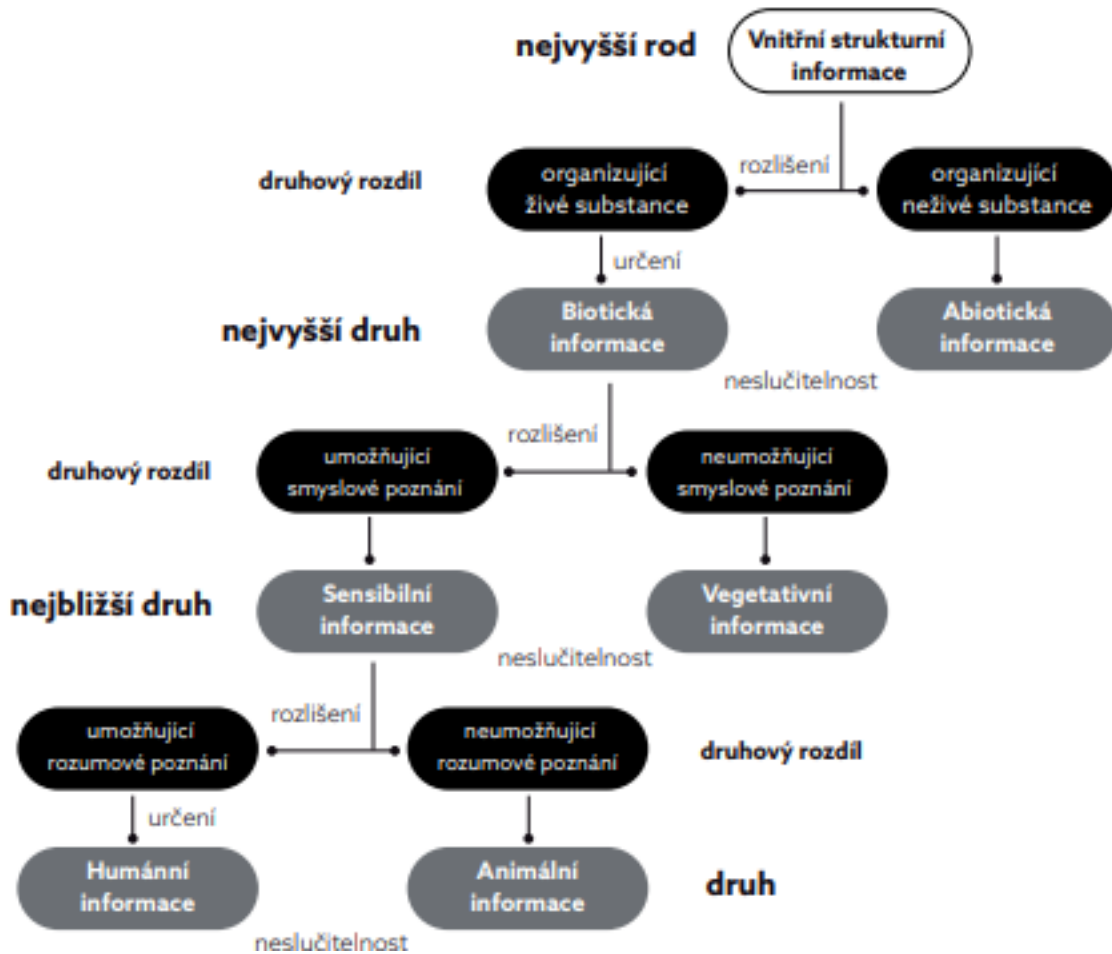 nejvyšší rod
Vnitřní strukturní
informace
druhový rozdíl
organizující
živé substance
rozlišení
organizující
neživé substance
určení
nejvyšší druh
Biotická
informace
Abiotická
informace
neslučitelnost
druhový rozdíl
umožňující
smyslové poznání
rozlišení
neumožňující
smyslové poznání
nejbližší druh
Sensibilní
informace
Vegetativní
informace
neslučitelnost
umožňující
rozumové poznání
rozlišení
neumožňující
rozumové poznání
druhový rozdíl
určení
Humánní
informace
Animální
informace
druh
neslučitelnost